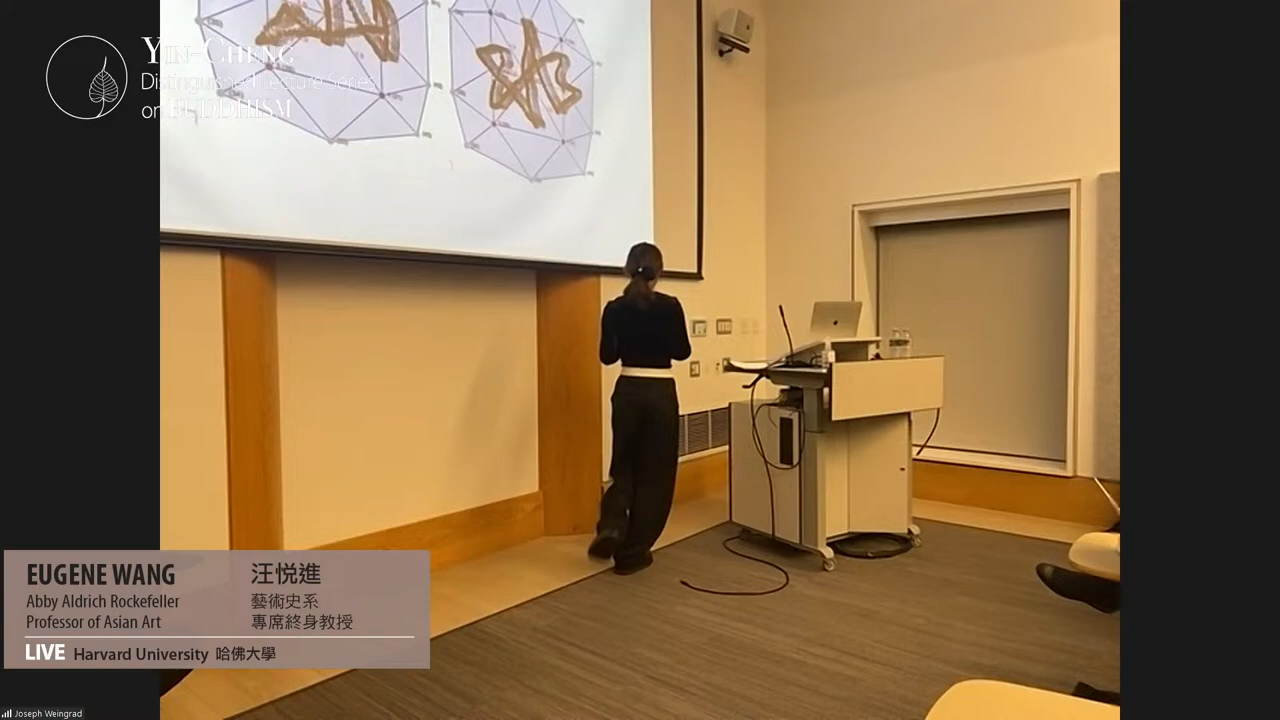 YIN-CHENG
Distinguished Lecture Series
on BUDDHISM
EUGENE WANG
汪悅進
Abby Aldrich Rockefeller
Professor of Asian Art
藝術史系
專席終身教授
LIVE Harvard University 哈佛大學
Joseph Weingrad